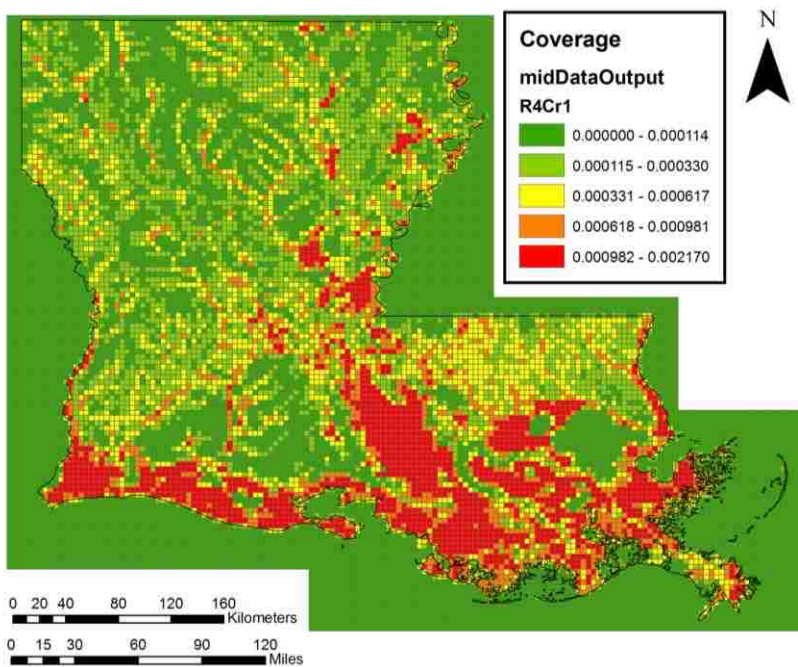 Coverage
midDataOutput
R4Cr1
0.000000 - 0.000114
0.000115 - 0.000330
0.000331 - 0.000617
0.000618 - 0.000981
0.000982 - 0.002170
N
0 20 40 80 120 160
Kilometers
0 15 30 60 90 120
Miles